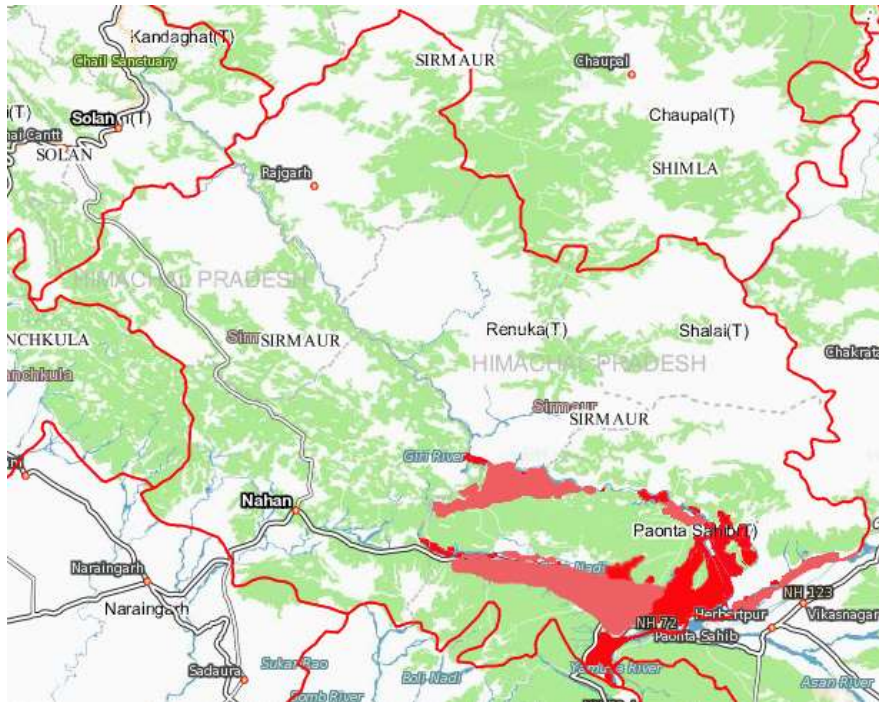 Kandaghat(T)
Chail Sanctuary
SIRMAUR
Chaupal
Solan
(T)
Chaupal(T)
SOLAN
SHIMLA
Rajgarh
HIMACHAL PRADESH
Renuka(T)
Shalai(T)
SIRMAUR
HIMACHAL PRADESH
Sirmaur
SIRMAUR
Giri River
Nahan
Paonta Sahib(T)
Naraingarh
NH 123
Naraingarh
Herbertpur
Vikasnagar
NH 72
Paonta Sahib
Sukar Rao
Yamuna River
Sadaura
Boli Nadi
Asan River
Somb River